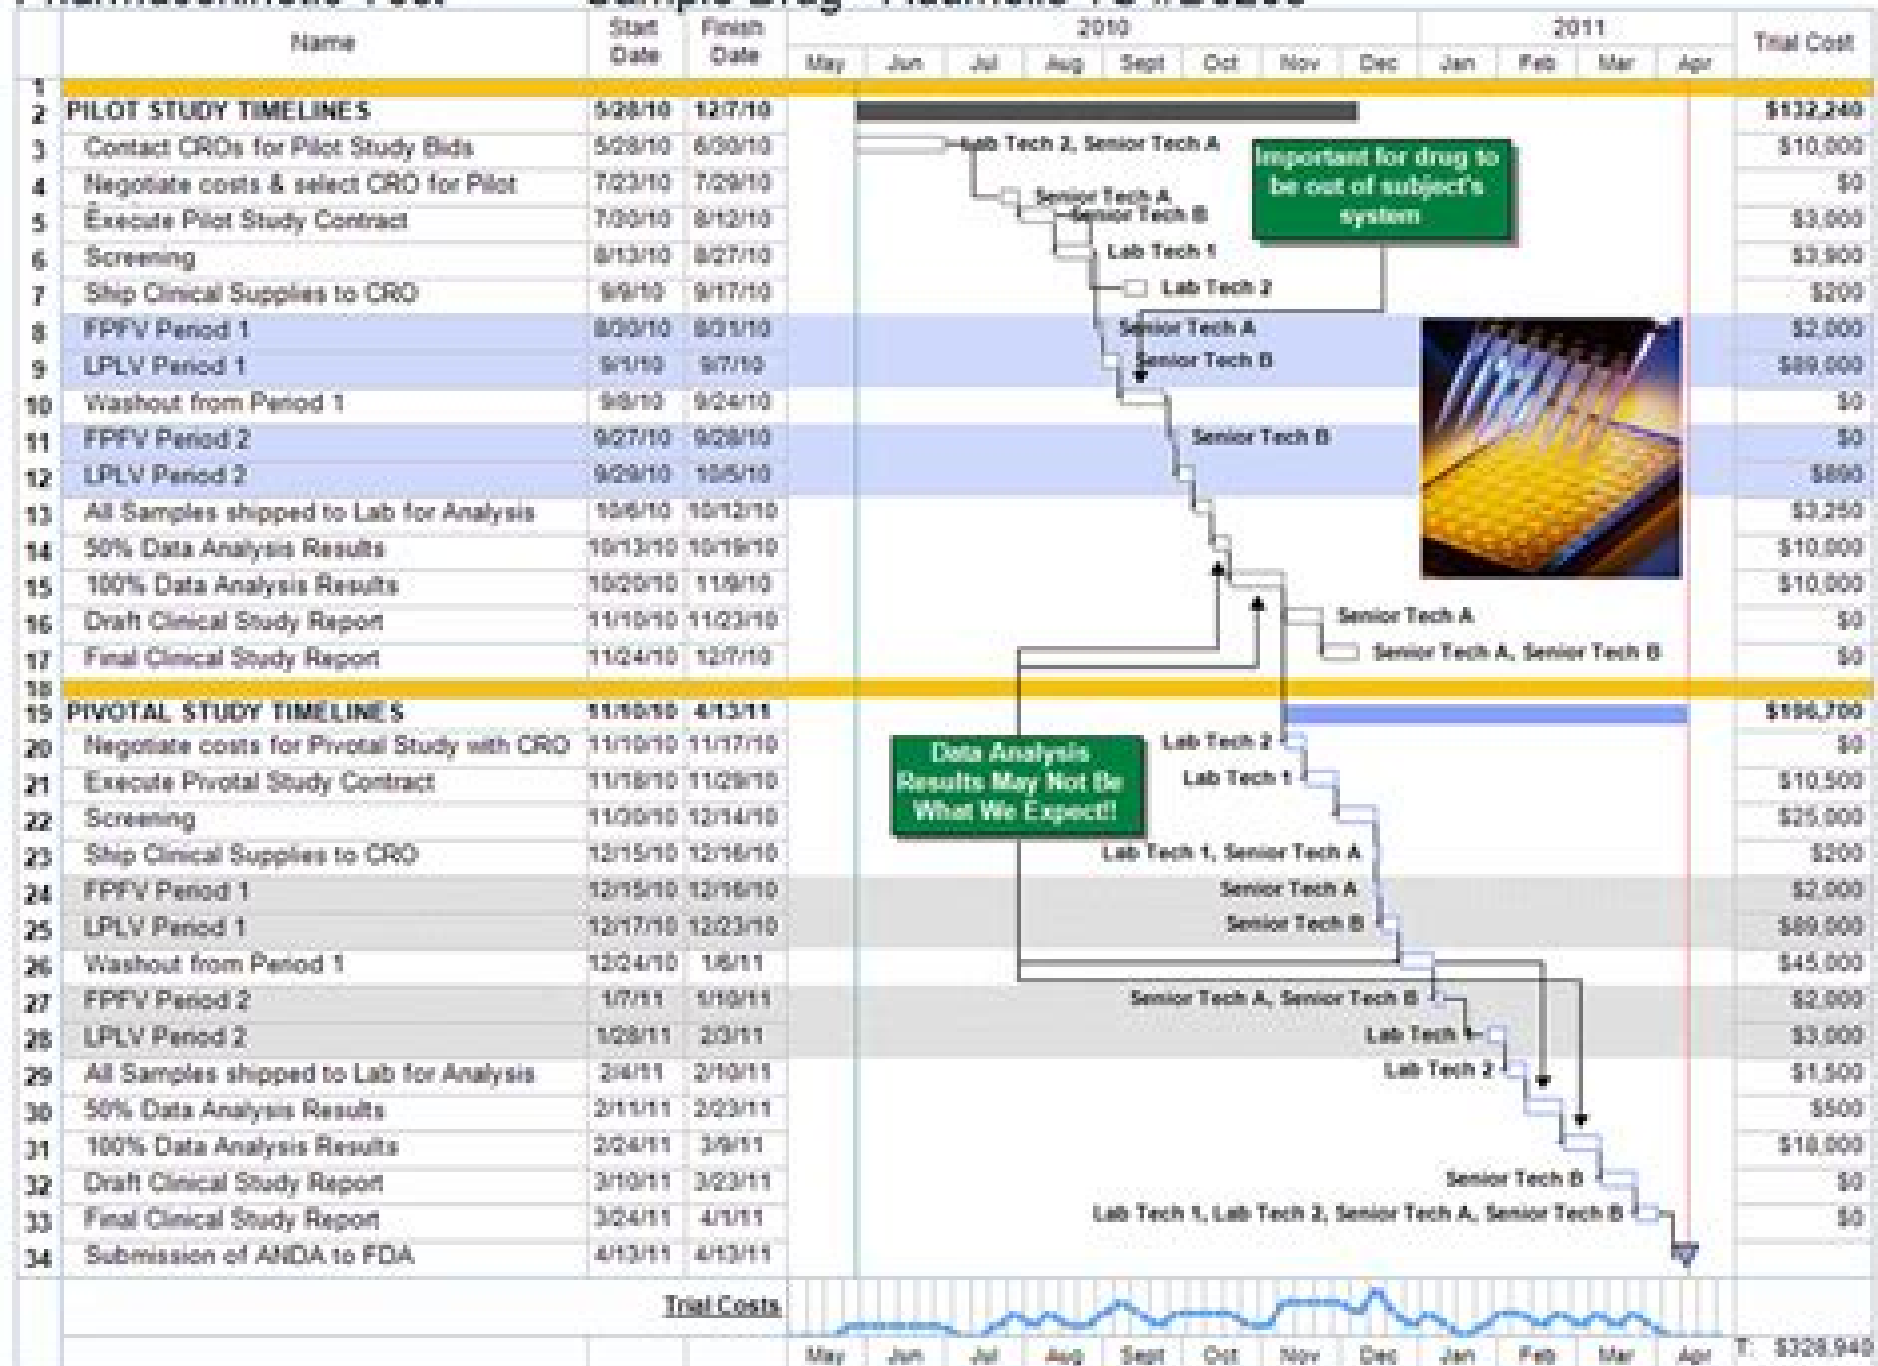 2010 2011
Name Start Date Finish Date May Jun Jul Aug Sept Oct Nov Dec Jan Feb Mar Apr Trial Cost
1
2 PILOT STUDY TIMELINES 5/28/10 12/7/10 $132,240
3 Contact CROs for Pilot Study Bids 5/28/10 6/30/10 Lab Tech 2, Senior Tech A $10,000
4 Negotiate costs & select CRO for Pilot 7/23/10 7/29/10 Senior Tech A $0
5 Execute Pilot Study Contract 7/30/10 8/12/10 Senior Tech B $3,000
6 Screening 8/13/10 8/27/10 Lab Tech 1 $3,900
7 Ship Clinical Supplies to CRO 9/9/10 9/17/10 Lab Tech 2 $200
8 FPFV Period 1 8/30/10 8/31/10 Senior Tech A $2,000
9 LPLV Period 1 9/1/10 9/7/10 Senior Tech B $89,000
10 Washout from Period 1 9/8/10 9/24/10 $0
11 FPFV Period 2 9/27/10 9/28/10 Senior Tech B $0
12 LPLV Period 2 9/29/10 10/5/10 $890
13 All Samples shipped to Lab for Analysis 10/6/10 10/12/10 $3,250
14 50% Data Analysis Results 10/13/10 10/19/10 $10,000
15 100% Data Analysis Results 10/20/10 11/9/10 $10,000
16 Draft Clinical Study Report 11/10/10 11/23/10 Senior Tech A $0
17 Final Clinical Study Report 11/24/10 12/7/10 Senior Tech A, Senior Tech B $0
Important for drug to
be out of subject's
system
18
19 PIVOTAL STUDY TIMELINES 11/10/10 4/13/11 $196,700
20 Negotiate costs for Pivotal Study with CRO 11/10/10 11/17/10 Lab Tech 2 $0
21 Execute Pivotal Study Contract 11/18/10 11/29/10 Lab Tech 1 $10,500
22 Screening 11/30/10 12/14/10 $25,000
23 Ship Clinical Supplies to CRO 12/15/10 12/16/10 Lab Tech 1, Senior Tech A $200
24 FPFV Period 1 12/15/10 12/16/10 Senior Tech A $2,000
25 LPLV Period 1 12/17/10 12/23/10 Senior Tech B $89,000
26 Washout from Period 1 12/24/10 1/6/11 $45,000
27 FPFV Period 2 1/7/11 1/10/11 Senior Tech A, Senior Tech B $2,000
28 LPLV Period 2 1/28/11 2/3/11 Lab Tech $3,000
29 All Samples shipped to Lab for Analysis 2/4/11 2/10/11 Lab Tech 2 $1,500
30 50% Data Analysis Results 2/11/11 2/23/11 $500
31 100% Data Analysis Results 2/24/11 3/9/11 $18,000
32 Draft Clinical Study Report 3/10/11 3/23/11 Senior Tech B $0
33 Final Clinical Study Report 3/24/11 4/1/11 Lab Tech 1, Lab Tech 2, Senior Tech A, Senior Tech B $0
34 Submission of ANDA to FDA 4/13/11 4/13/11
Data Analysis
Results May Not Be
What We Expect!!
Trial Costs
May Jun Jul Aug Sept Oct Nov Dec Jan Feb Mar Apr T: $328,940